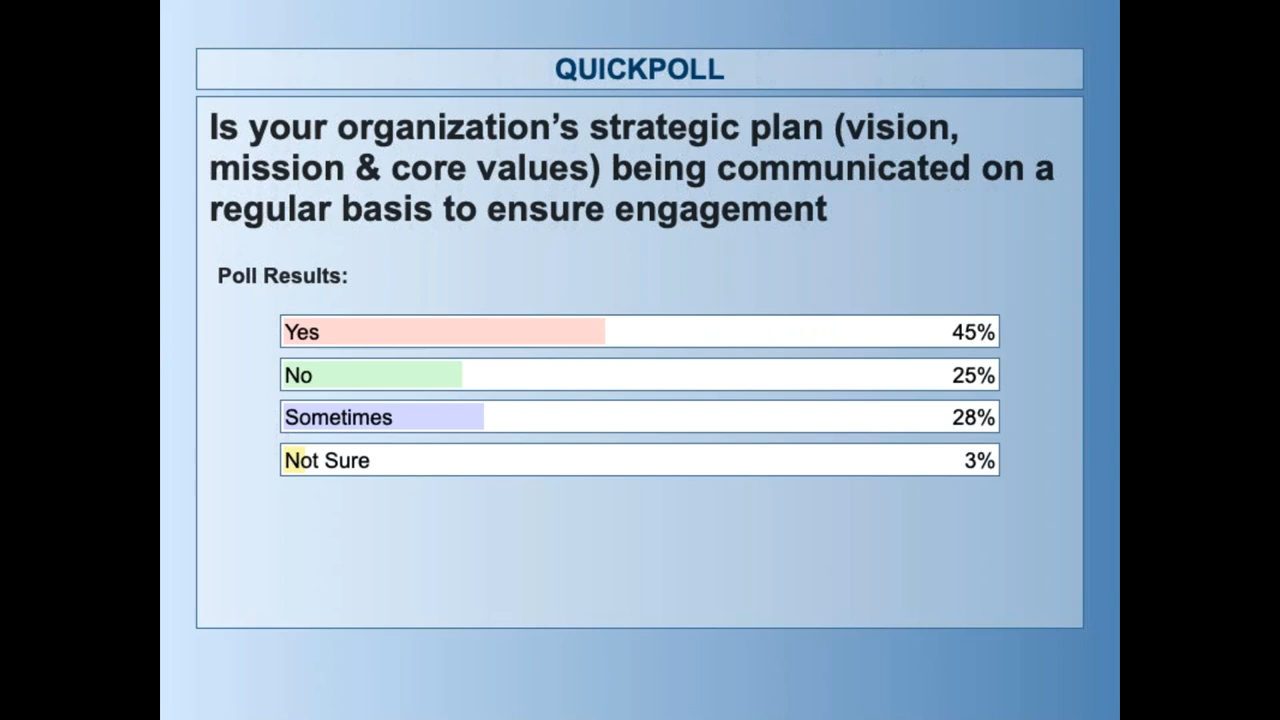 QUICKPOLL
Is your organization’s strategic plan (vision,
mission & core values) being communicated on a
regular basis to ensure engagement
Poll Results:
Yes 45%
No 25%
Sometimes 28%
Not Sure 3%